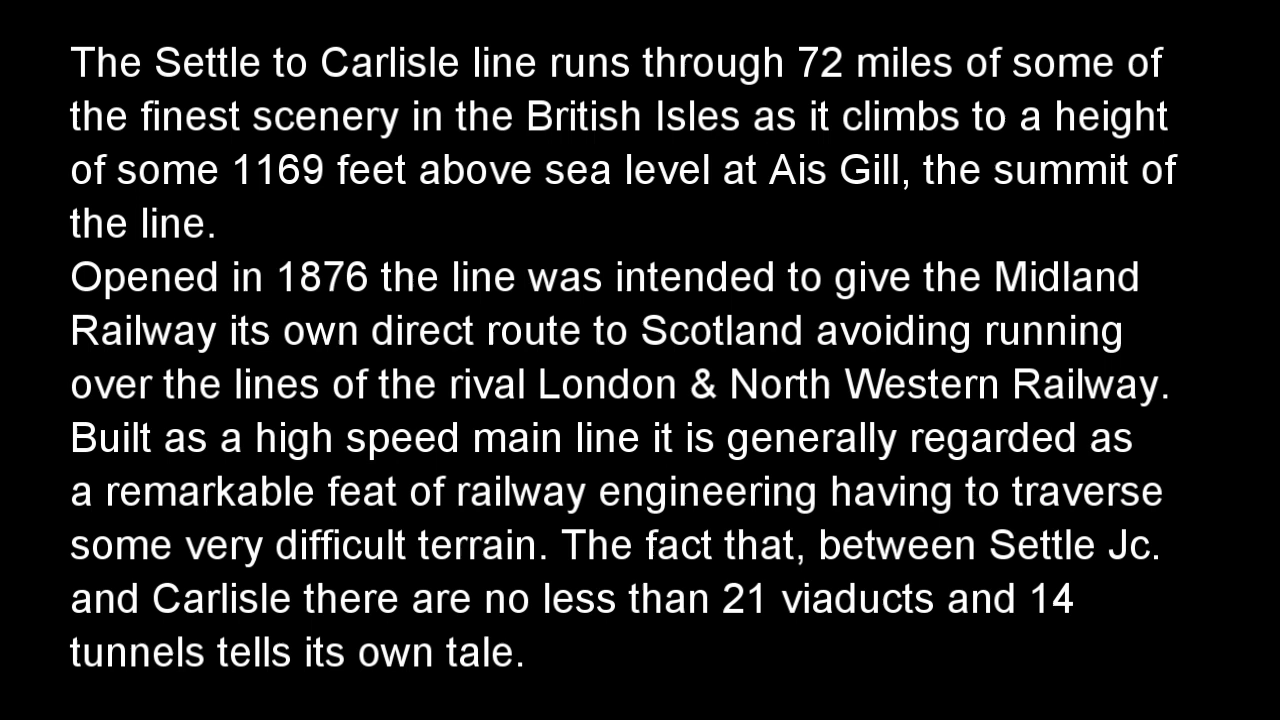 The Settle to Carlisle line runs through 72 miles of some of
the finest scenery in the British Isles as it climbs to a height
of some 1169 feet above sea level at Ais Gill, the summit of
the line.
Opened in 1876 the line was intended to give the Midland
Railway its own direct route to Scotland avoiding running
over the lines of the rival London & North Western Railway.
Built as a high speed main line it is generally regarded as
a remarkable feat of railway engineering having to traverse
some very difficult terrain. The fact that, between Settle Jc.
and Carlisle there are no less than 21 viaducts and 14
tunnels tells its own tale.